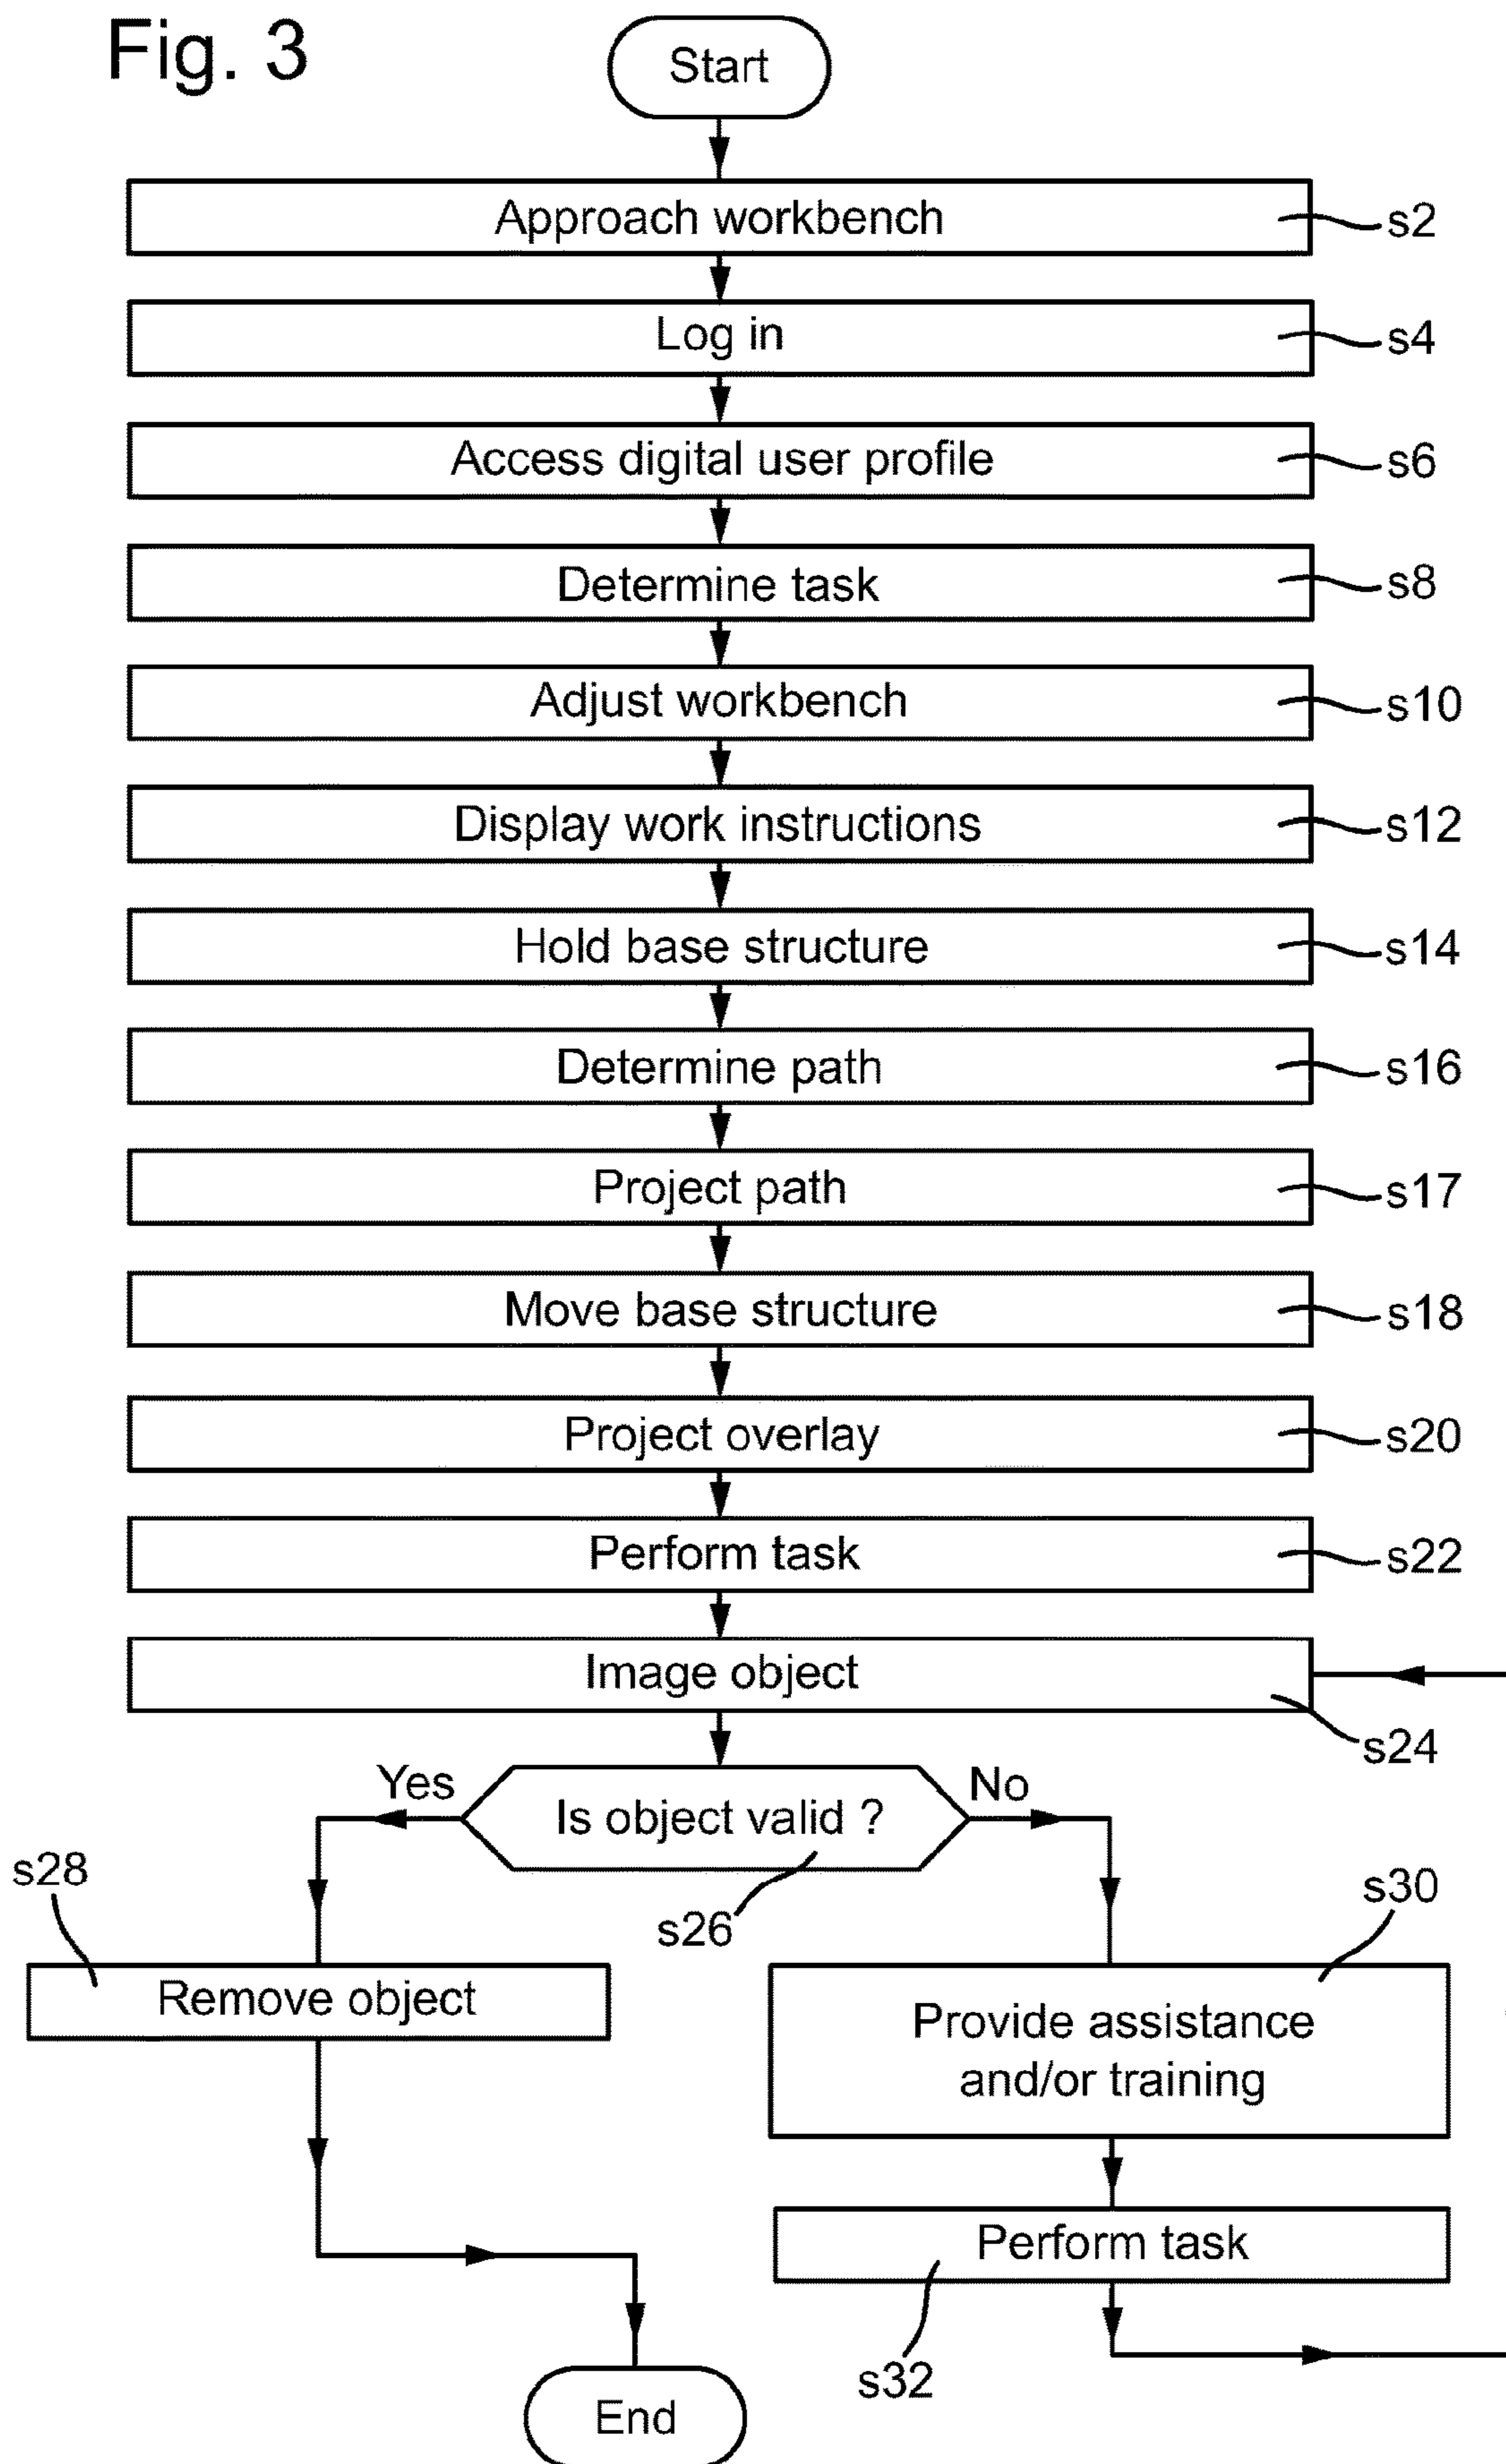 Fig. 3
Start
Approach workbench
s2
Log in
s4
Access digital user profile
s6
Determine task
s8
Adjust workbench
s10
Display work instructions
s12
Hold base structure
s14
Determine path
s16
Project path
s17
Move base structure
s18
Project overlay
s20
Perform task
s22
Image object
s24
Yes
No
Is object valid ?
s26
s28
Remove object
s30
Provide assistance
and/or training
Perform task
s32
End